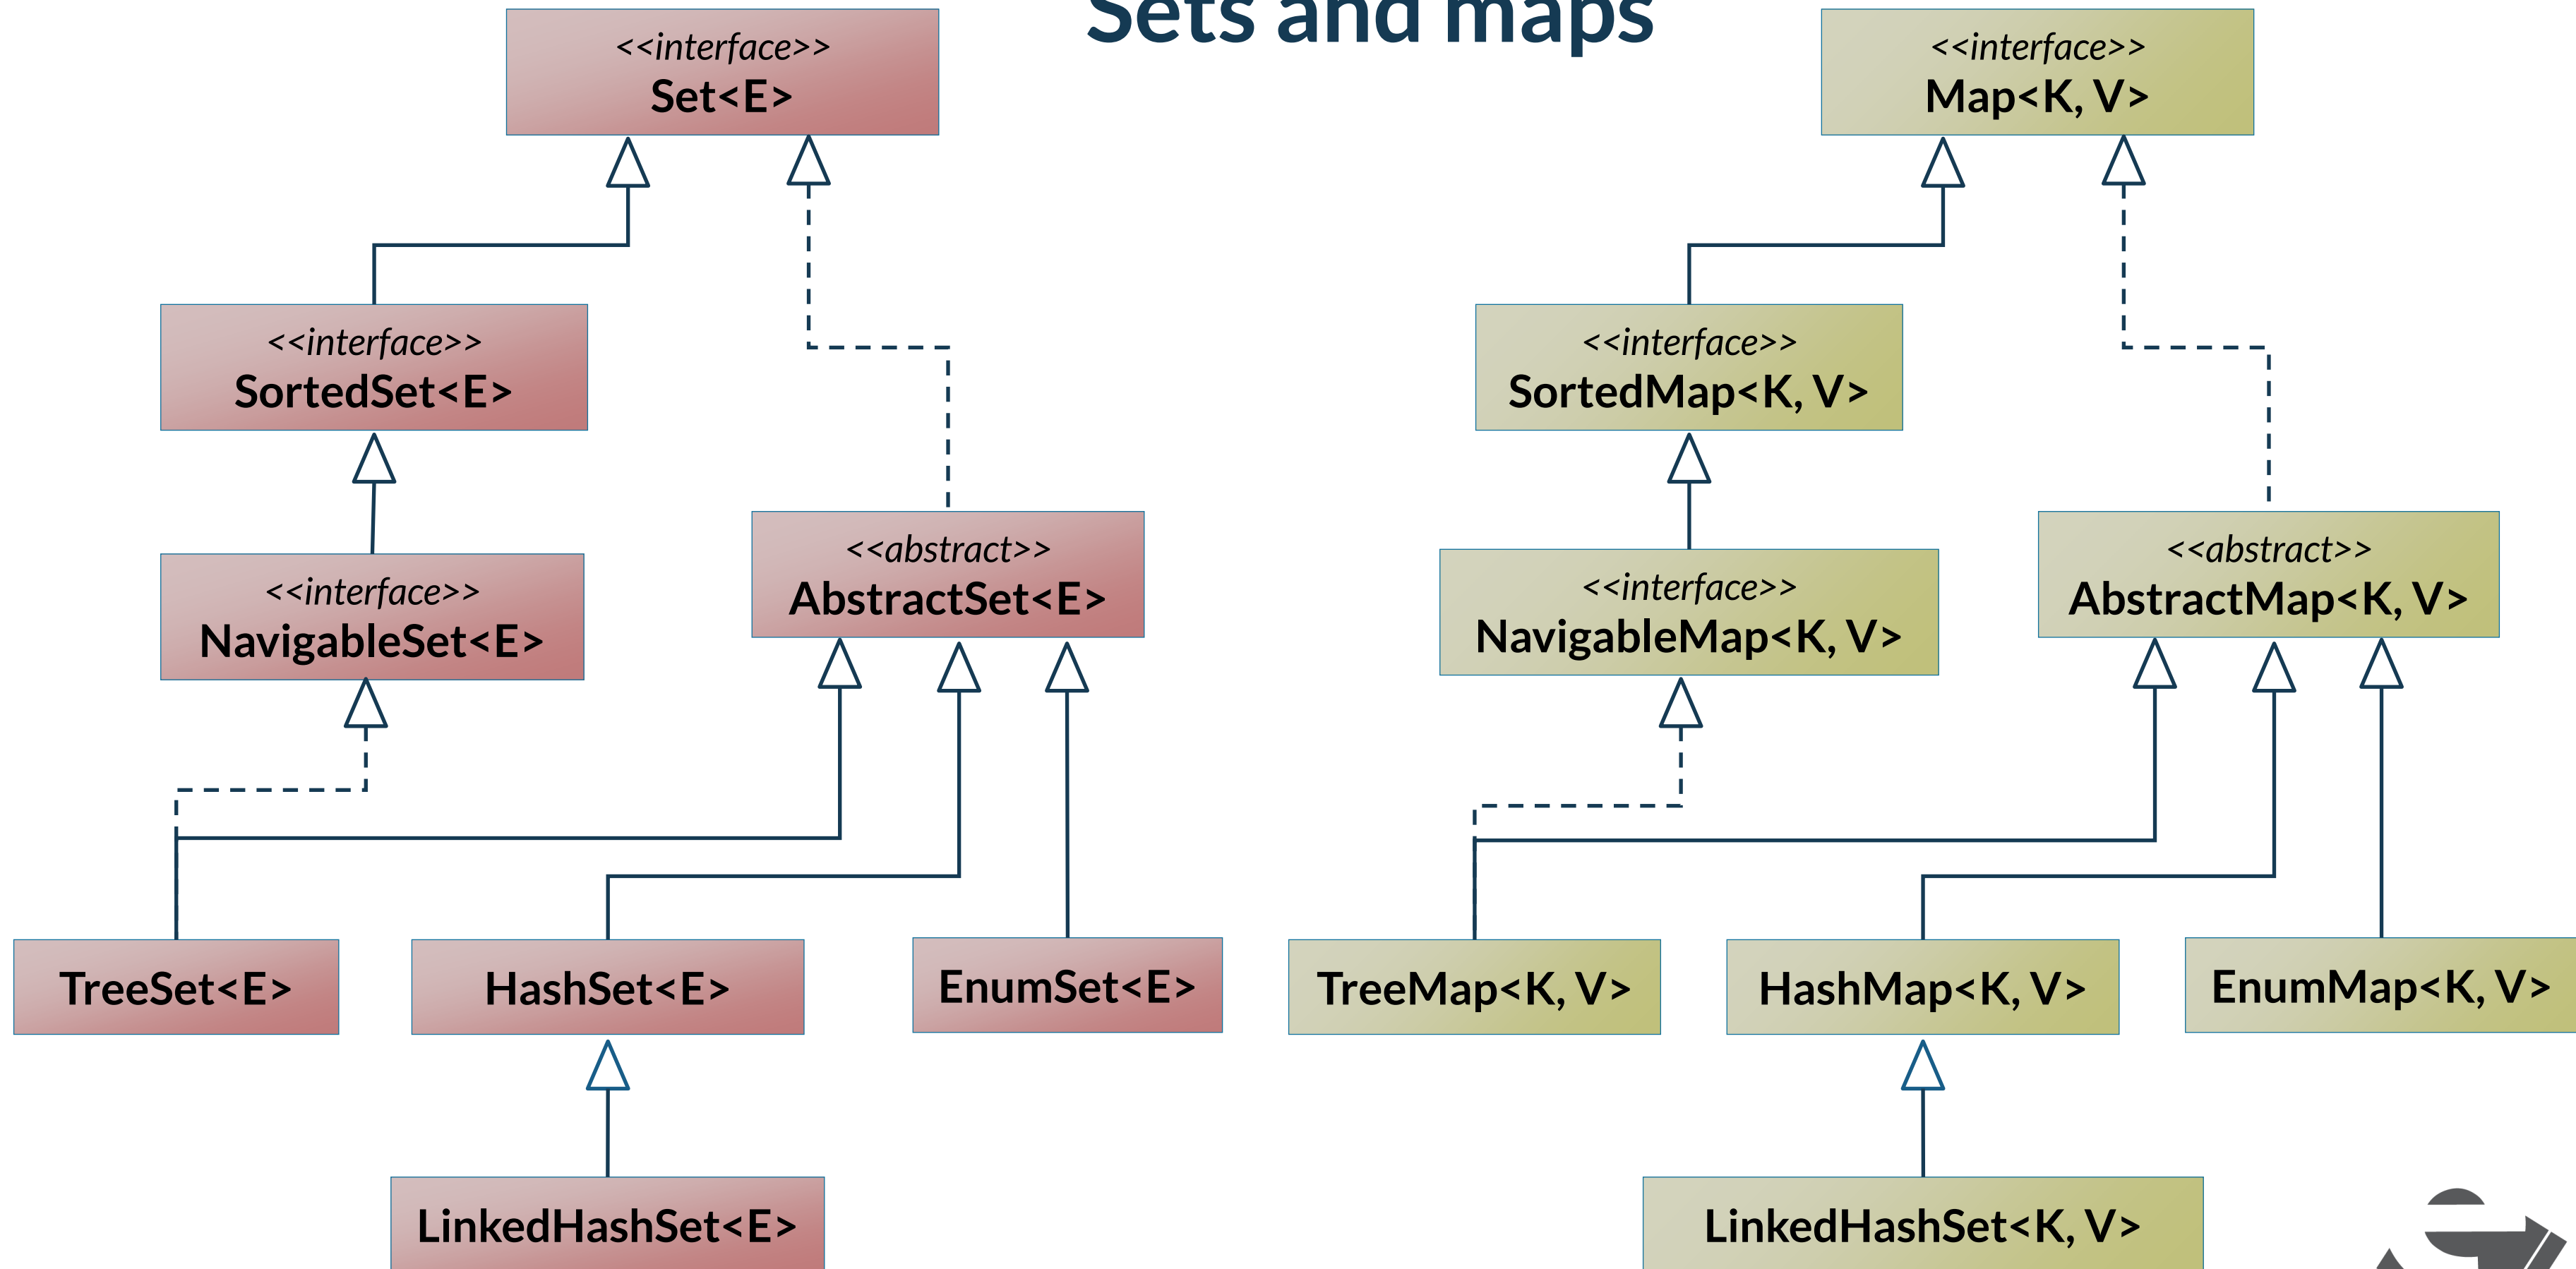 Sets and maps
<<interface>>
Set<E>
<<interface>>
SortedSet<E>
<<interface>>
NavigableSet<E>
<<abstract>>
AbstractSet<E>
TreeSet<E>
HashSet<E>
EnumSet<E>
LinkedHashSet<E>
<<interface>>
Map<K, V>
<<interface>>
SortedMap<K, V>
<<interface>>
NavigableMap<K, V>
<<abstract>>
AbstractMap<K, V>
TreeMap<K, V>
HashMap<K, V>
EnumMap<K, V>
LinkedHashSet<K, V>